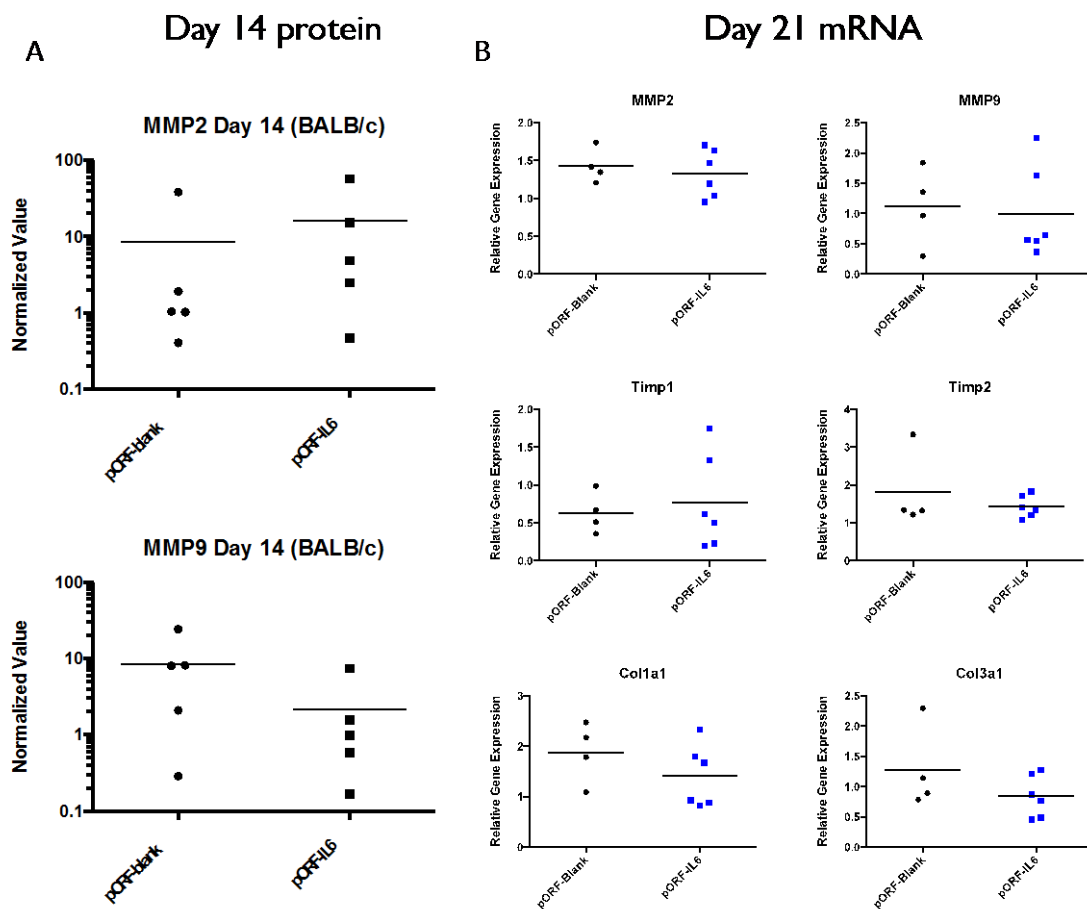 Day 14 protein
Day 21 mRNA
A
B
MMP2 Day 14 (BALB/c)
Normalized Value
100
10
1
0.1
pORF-blank
pORF-IL6
MMP9 Day 14 (BALB/c)
Normalized Value
100
10
1
0.1
pORF-blank
pORF-IL6
MMP2
Relative Gene Expression
2.0
1.5
1.0
0.5
0.0
pORF-Blank
pORF-IL6
MMP9
Relative Gene Expression
2.5
2.0
1.5
1.0
0.5
0.0
pORF-Blank
pORF-IL6
Timp1
Relative Gene Expression
2.0
1.5
1.0
0.5
0.0
pORF-Blank
pORF-IL6
Timp2
Relative Gene Expression
4
3
2
1
0
pORF-Blank
pORF-IL6
Col1a1
Relative Gene Expression
3
2
1
0
pORF-Blank
pORF-IL6
Col3a1
Relative Gene Expression
2.5
2.0
1.5
1.0
0.5
0.0
pORF-Blank
pORF-IL6